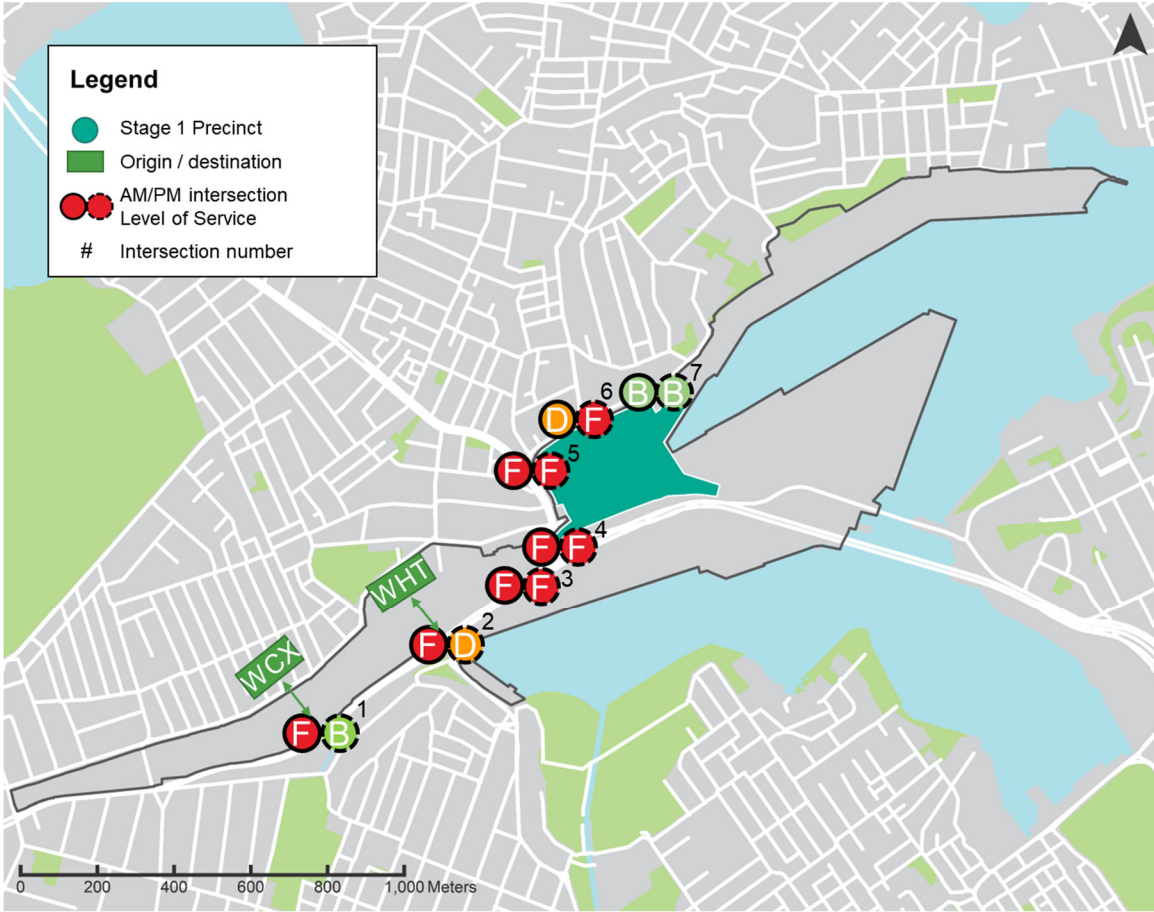 Legend
Stage 1 Precinct
Origin / destination
AM/PM intersection
Level of Service
# Intersection number
B B 7
D F 6
F F 5
F F 4
F F 3
WHT
F D 2
WCX
F B 1
0 200 400 600 800 1,000 Meters